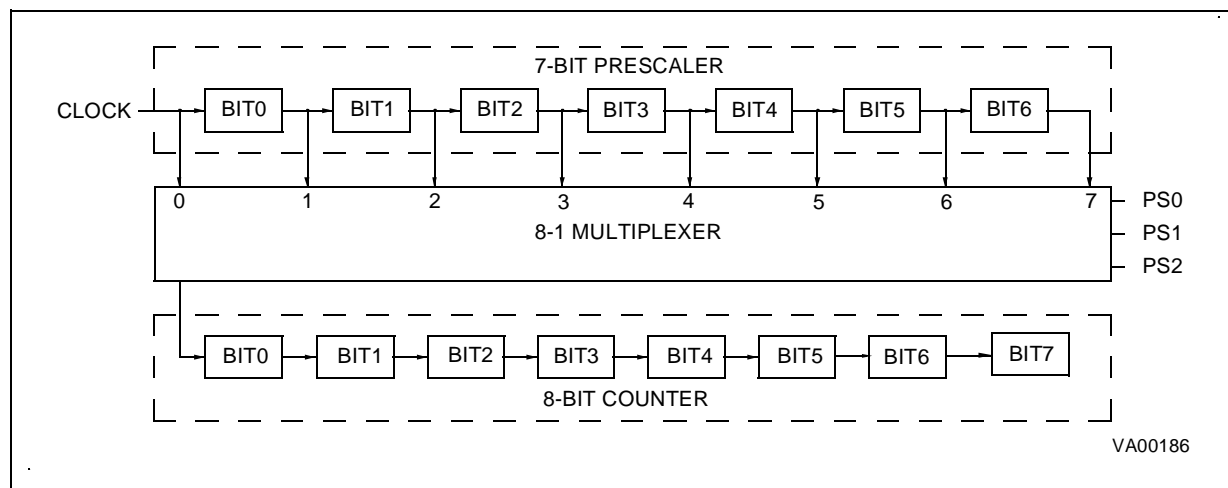 7-BIT PRESCALER
CLOCK BIT0 BIT1 BIT2 BIT3 BIT4 BIT5 BIT6
0 1 2 3 4 5 6 7 PS0
8-1 MULTIPLEXER PS1
PS2
BIT0 BIT1 BIT2 BIT3 BIT4 BIT5 BIT6 BIT7
8-BIT COUNTER
VA00186